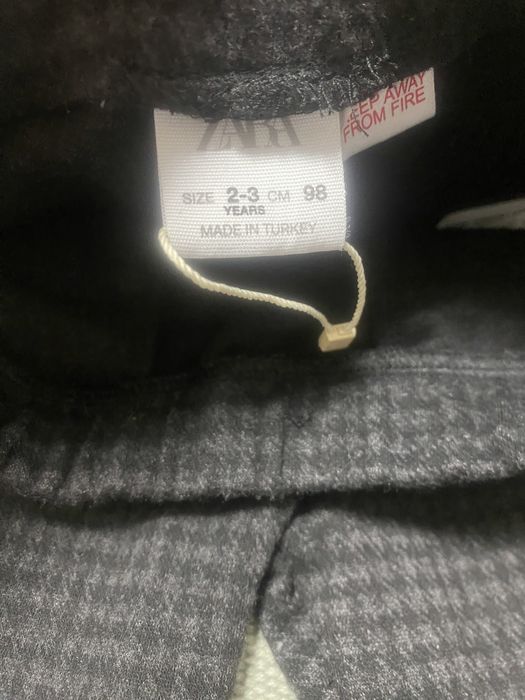 ZARA
SIZE 2-3 CM 98
YEARS
MADE IN TURKEY
KEEP AWAY
FROM FIRE